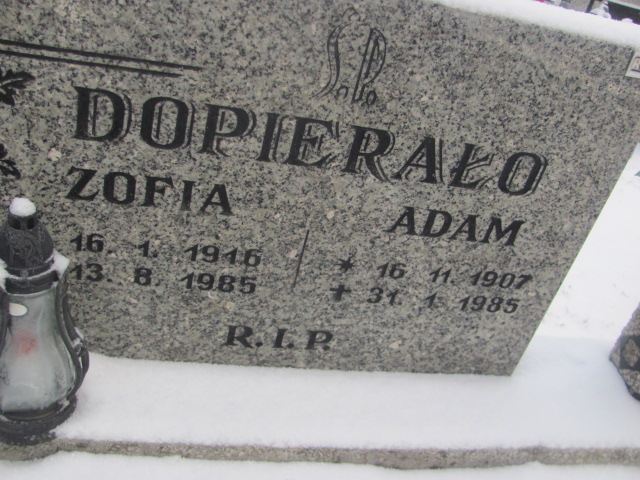 Ś.P.
DOPIERAŁO
ZOFIA
16. 1. 1916
13. 8. 1985
ADAM
* 16. 11. 1907
+ 31. 1. 1985
R.I.P.